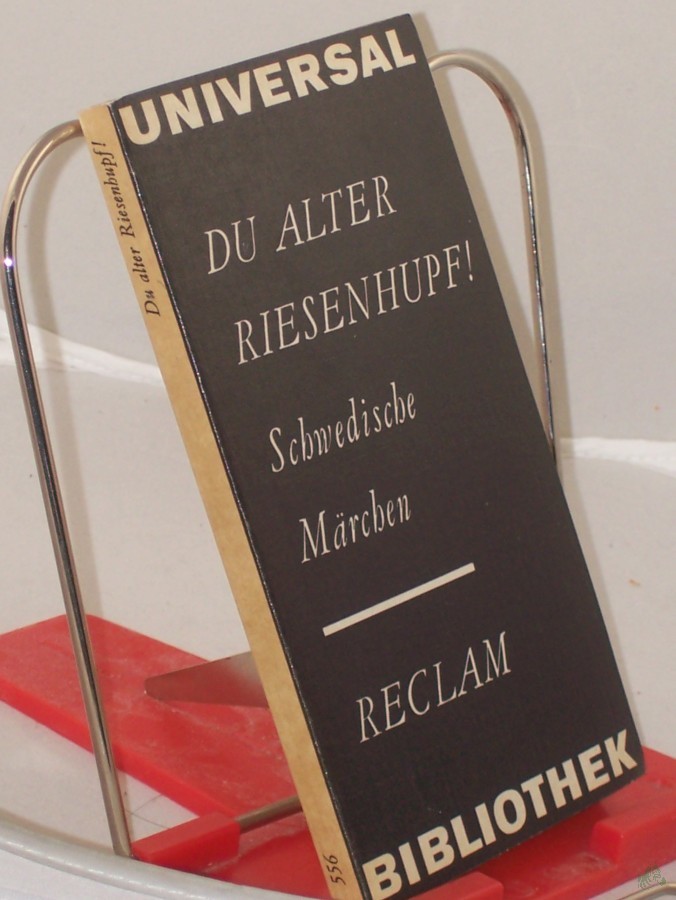 UNIVERSAL
DU ALTER
RIESENHUPF!
Schwedische
Märchen
RECLAM
BIBLIOTHEK
Du alter Riesenhupf!
556